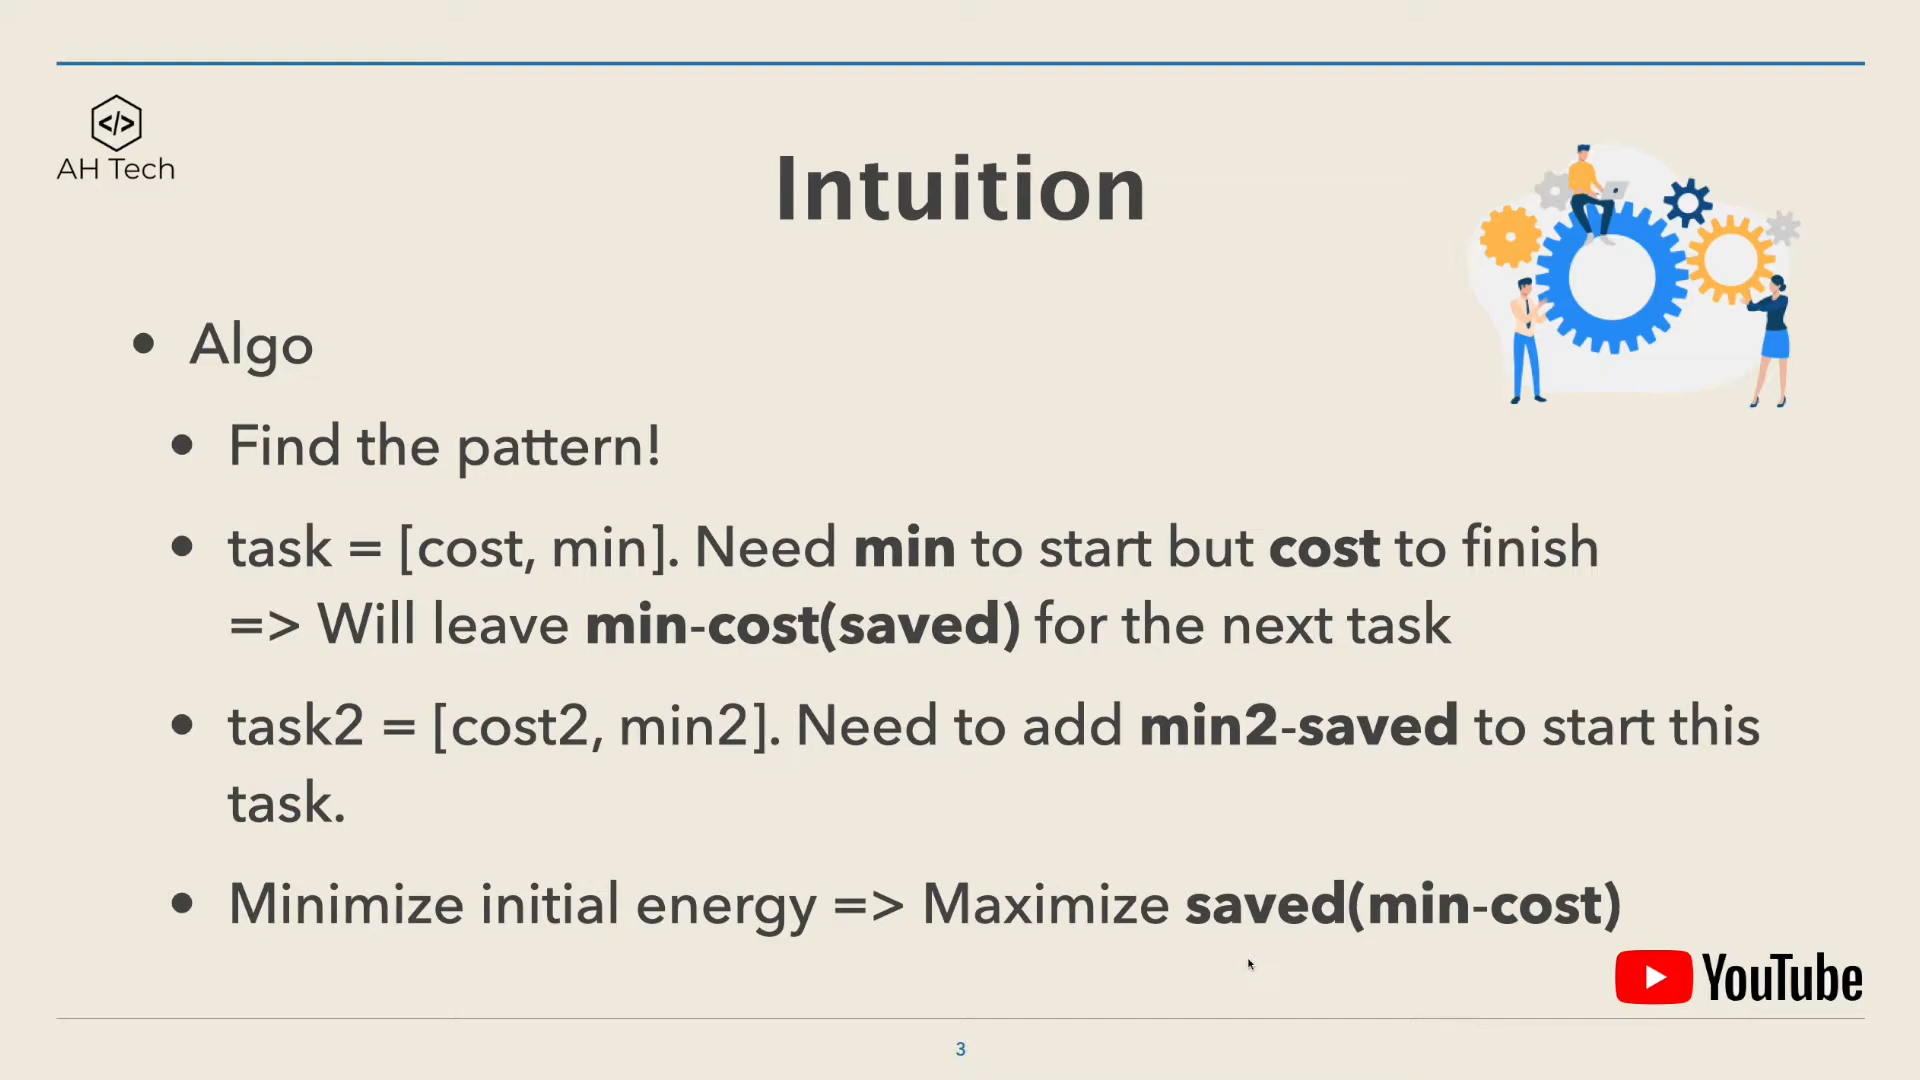 </>
AH Tech
Intuition
• Algo
• Find the pattern!
• task = [cost, min]. Need min to start but cost to finish
=> Will leave min-cost(saved) for the next task
• task2 = [cost2, min2]. Need to add min2-saved to start this
task.
• Minimize initial energy => Maximize saved(min-cost)
YouTube
3